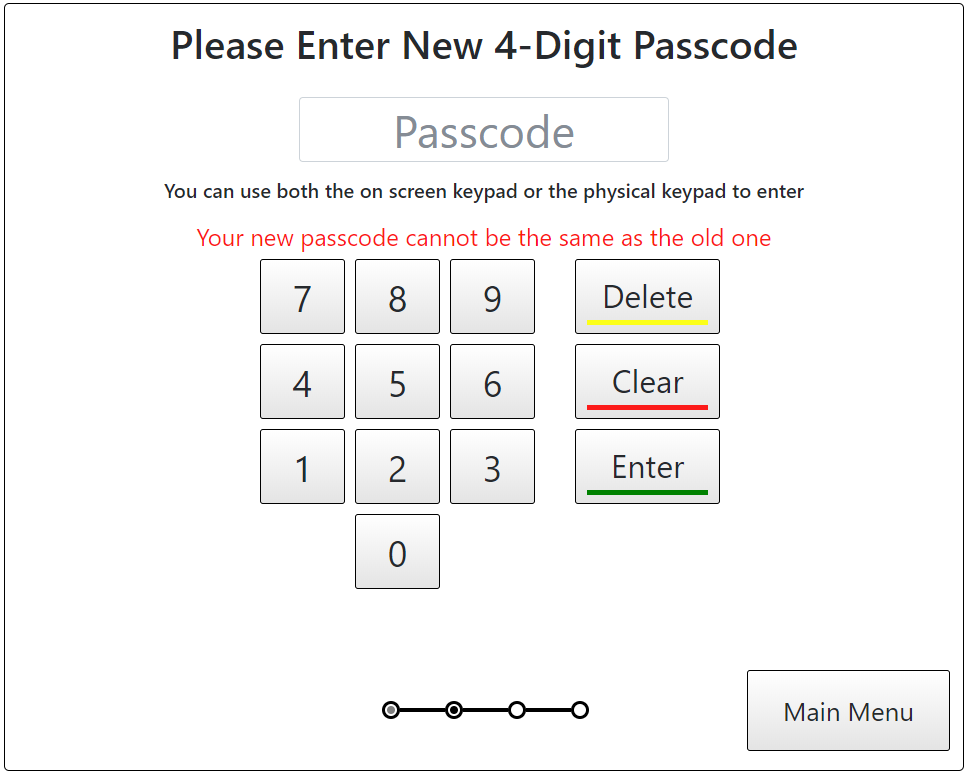 Please Enter New 4-Digit Passcode
Passcode
You can use both the on screen keypad or the physical keypad to enter
Your new passcode cannot be the same as the old one
7 8 9 Delete
4 5 6 Clear
1 2 3 Enter
0
Main Menu